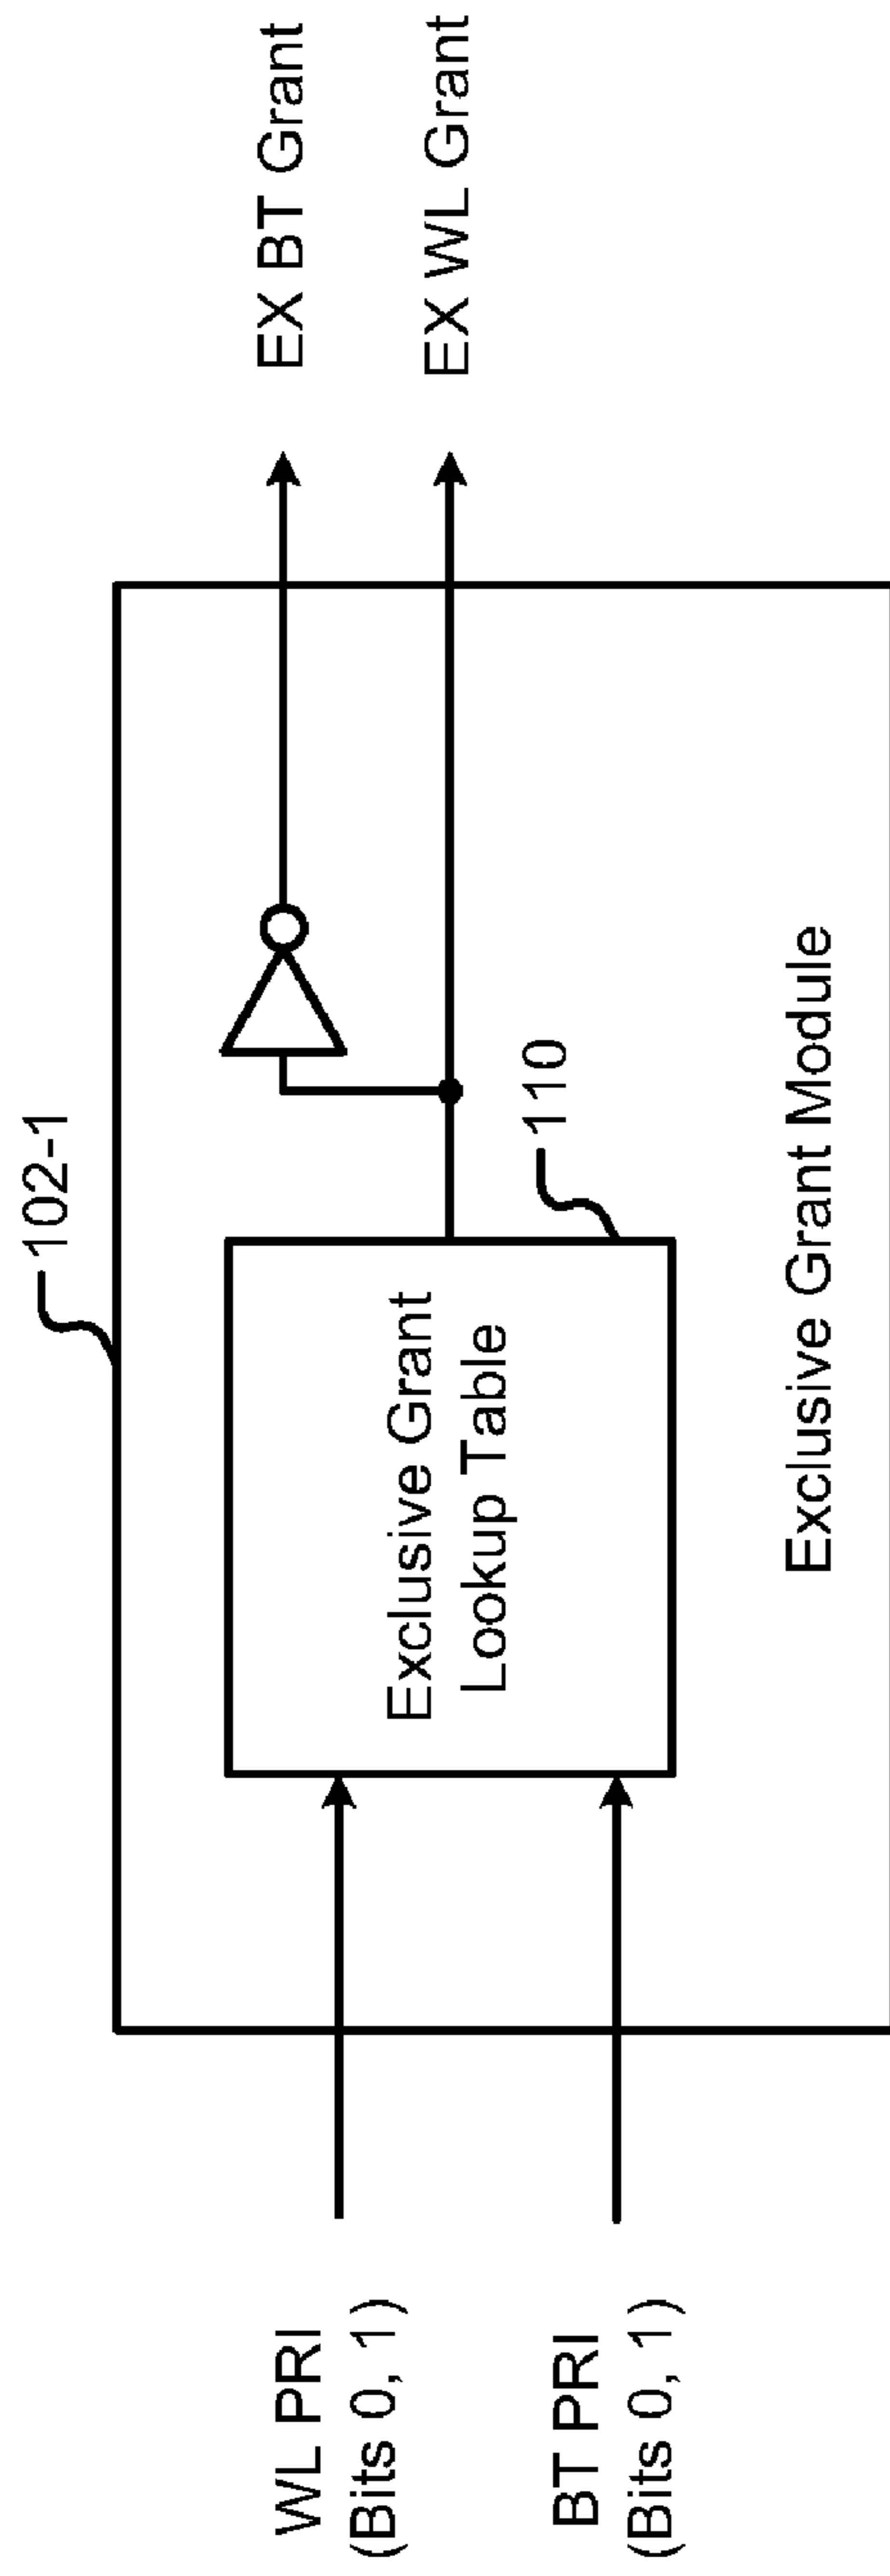 102-1
WL PRI
(Bits 0, 1)
BT PRI
(Bits 0, 1)
Exclusive Grant
Lookup Table
110
EX BT Grant
EX WL Grant
Exclusive Grant Module